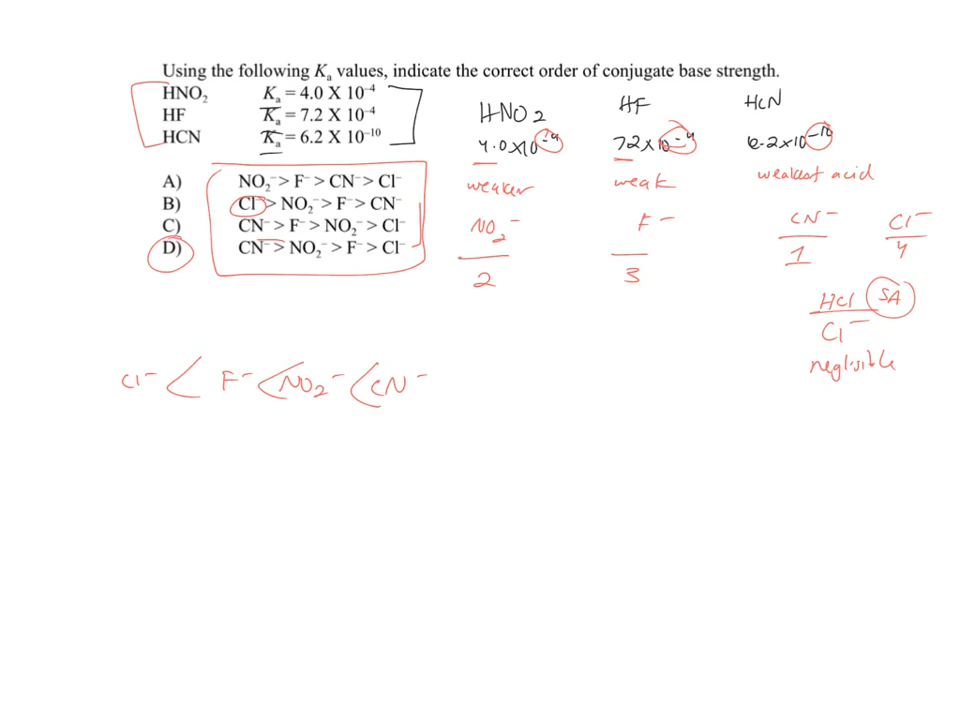 Using the following Kₐ values, indicate the correct order of conjugate base strength.
HNO₂ Kₐ = 4.0 X 10⁻⁴
HF Kₐ = 7.2 X 10⁻⁴
HCN Kₐ = 6.2 X 10⁻¹⁰
A) NO₂⁻ > F⁻ > CN⁻ > Cl⁻
B) Cl⁻ > NO₂⁻ > F⁻ > CN⁻
C) CN⁻ > F⁻ > NO₂⁻ > Cl⁻
D) CN⁻ > NO₂⁻ > F⁻ > Cl⁻
HNO2 HF HCN
4.0x10⁻⁴ 7.2x10⁻⁴ 6.2x10⁻¹⁰
weaker weak weakest acid
NO₂⁻ F⁻ CN⁻ Cl⁻
2 3 1 4
HCl SA
Cl⁻
negligible
Cl⁻ < F⁻ < NO₂⁻ < CN⁻